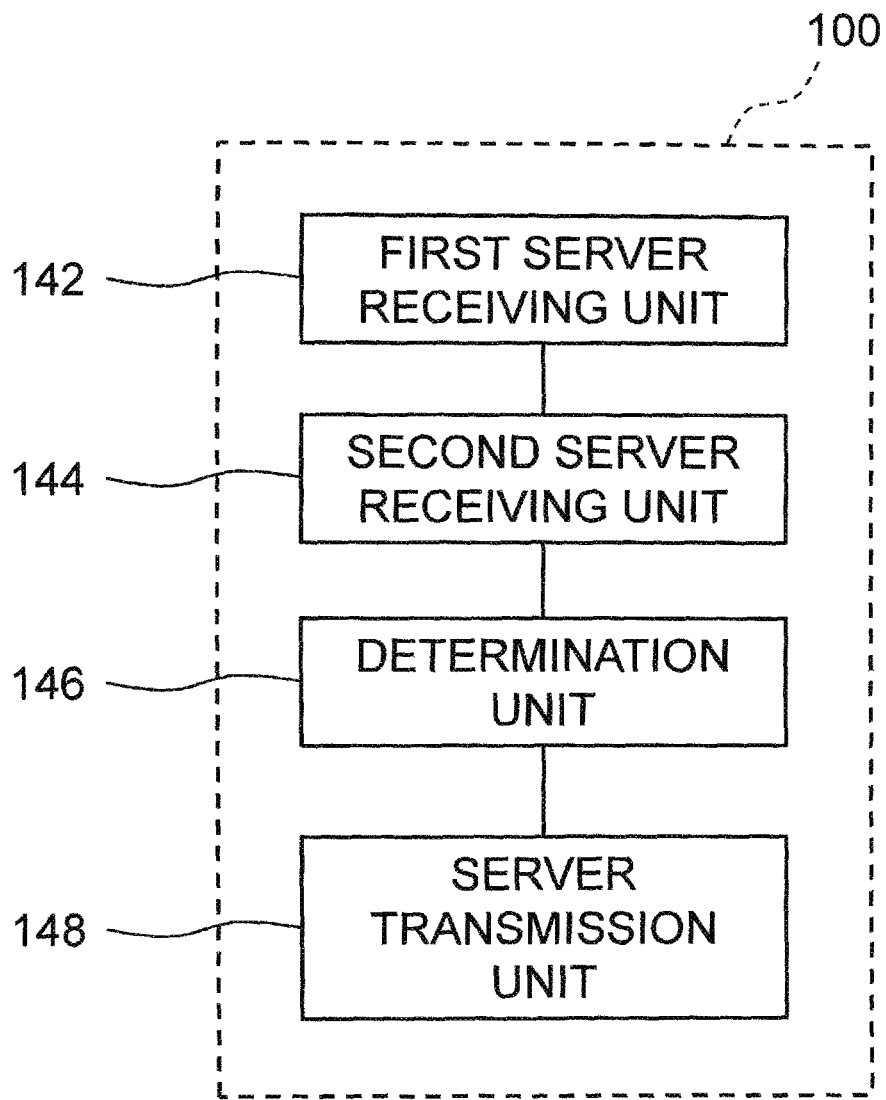 100
142
FIRST SERVER
RECEIVING UNIT
144
SECOND SERVER
RECEIVING UNIT
146
DETERMINATION
UNIT
148
SERVER
TRANSMISSION
UNIT